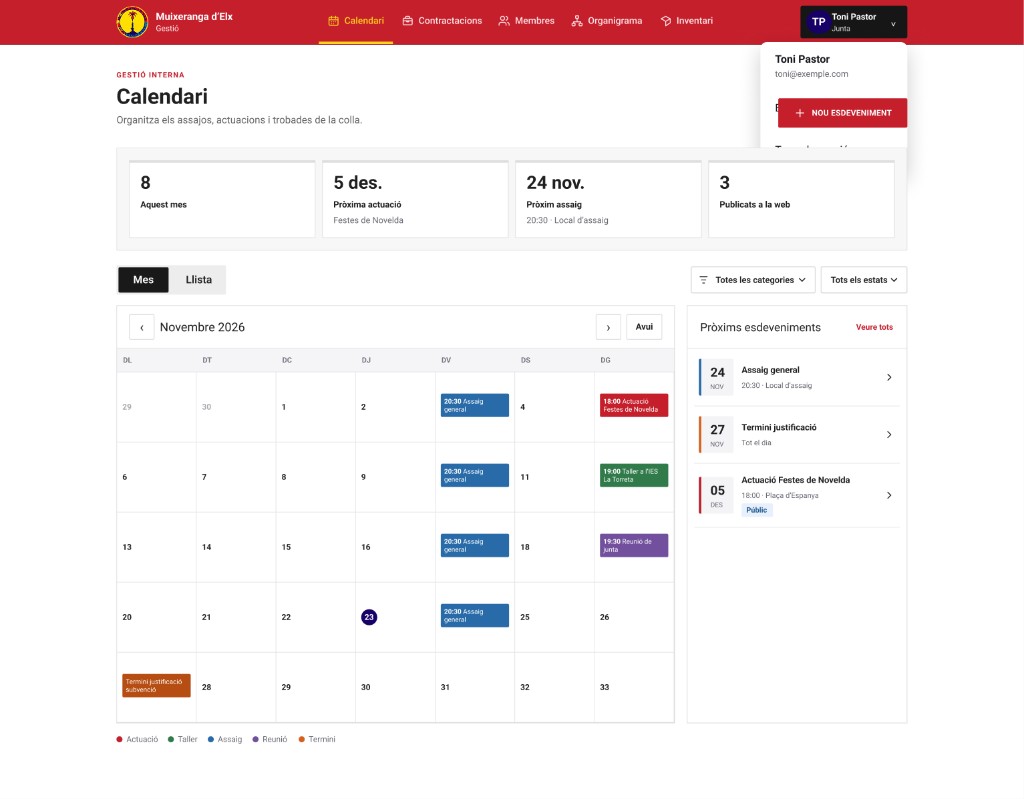 Muixeranga d'Elx
Gestió
Calendari
Contractacions
Membres
Organigrama
Inventari
TP
Toni Pastor
Junta
Toni Pastor
toni@exemple.com
GESTIÓ INTERNA
Calendari
Organitza els assajos, actuacions i trobades de la colla.
+ NOU ESDEVENIMENT
8
Aquest mes
5 des.
Pròxima actuació
Festes de Novelda
24 nov.
Pròxim assaig
20:30 · Local d'assaig
3
Publicats a la web
Mes
Llista
Totes les categories
Tots els estats
‹
Novembre 2026
›
Avui
DL DT DC DJ DV DS DG
29 30 1 2
20:30 Assaig
general
4
18:00 Actuació
Festes de Novelda
6 7 8 9
20:30 Assaig
general
11
19:00 Taller a l'IES
La Torreta
13 14 15 16
20:30 Assaig
general
18
19:30 Reunió de
junta
20 21 22 23
20:30 Assaig
general
25 26
Termini justificació
subvenció
28 29 30 31 32 33
Actuació
Taller
Assaig
Reunió
Termini
Pròxims esdeveniments
Veure tots
24
NOV
Assaig general
20:30 · Local d'assaig
27
NOV
Termini justificació
Tot el dia
05
DES
Actuació Festes de Novelda
18:00 · Plaça d'Espanya
Públic